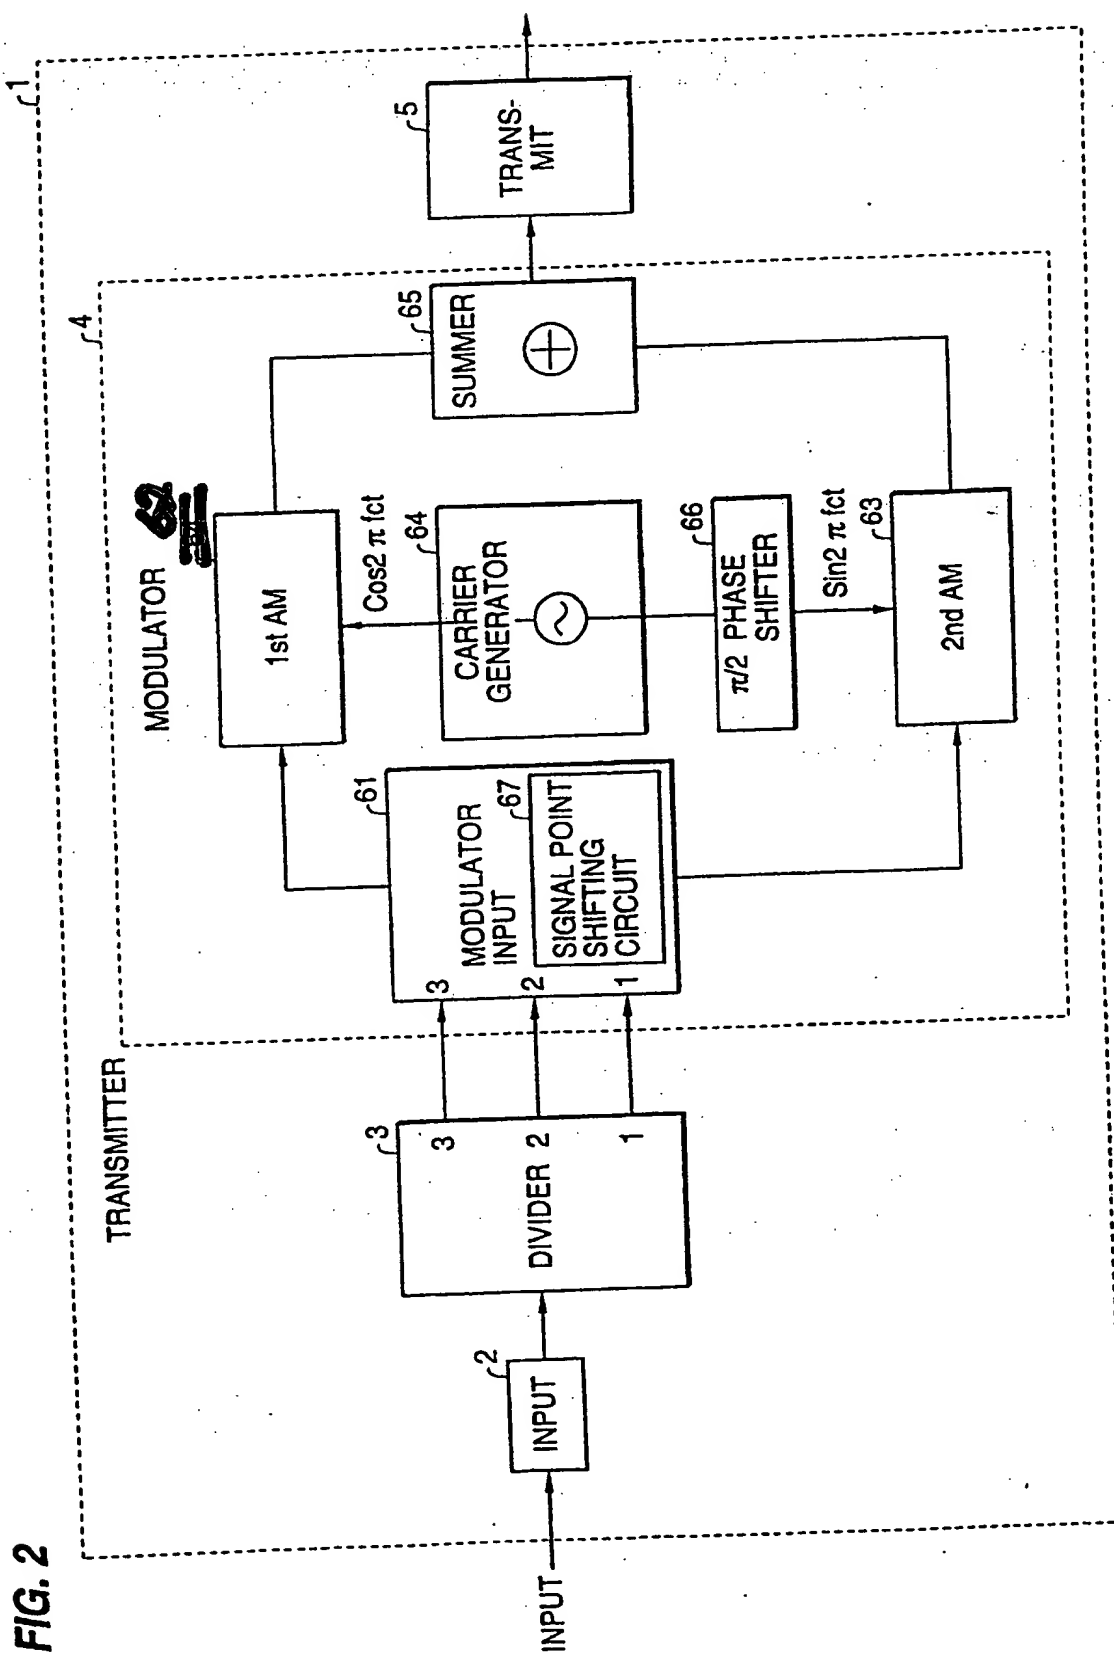 FIG. 2
1
TRANSMITTER
4
MODULATOR
62
INPUT
2
INPUT
3
DIVIDER
3
2
1
61
3
2
1
MODULATOR
INPUT
67
SIGNAL POINT
SHIFTING
CIRCUIT
1st AM
Cos2 π fct
64
CARRIER
GENERATOR
66
π/2 PHASE
SHIFTER
Sin2 π fct
63
2nd AM
65
SUMMER
5
TRANS-
MIT